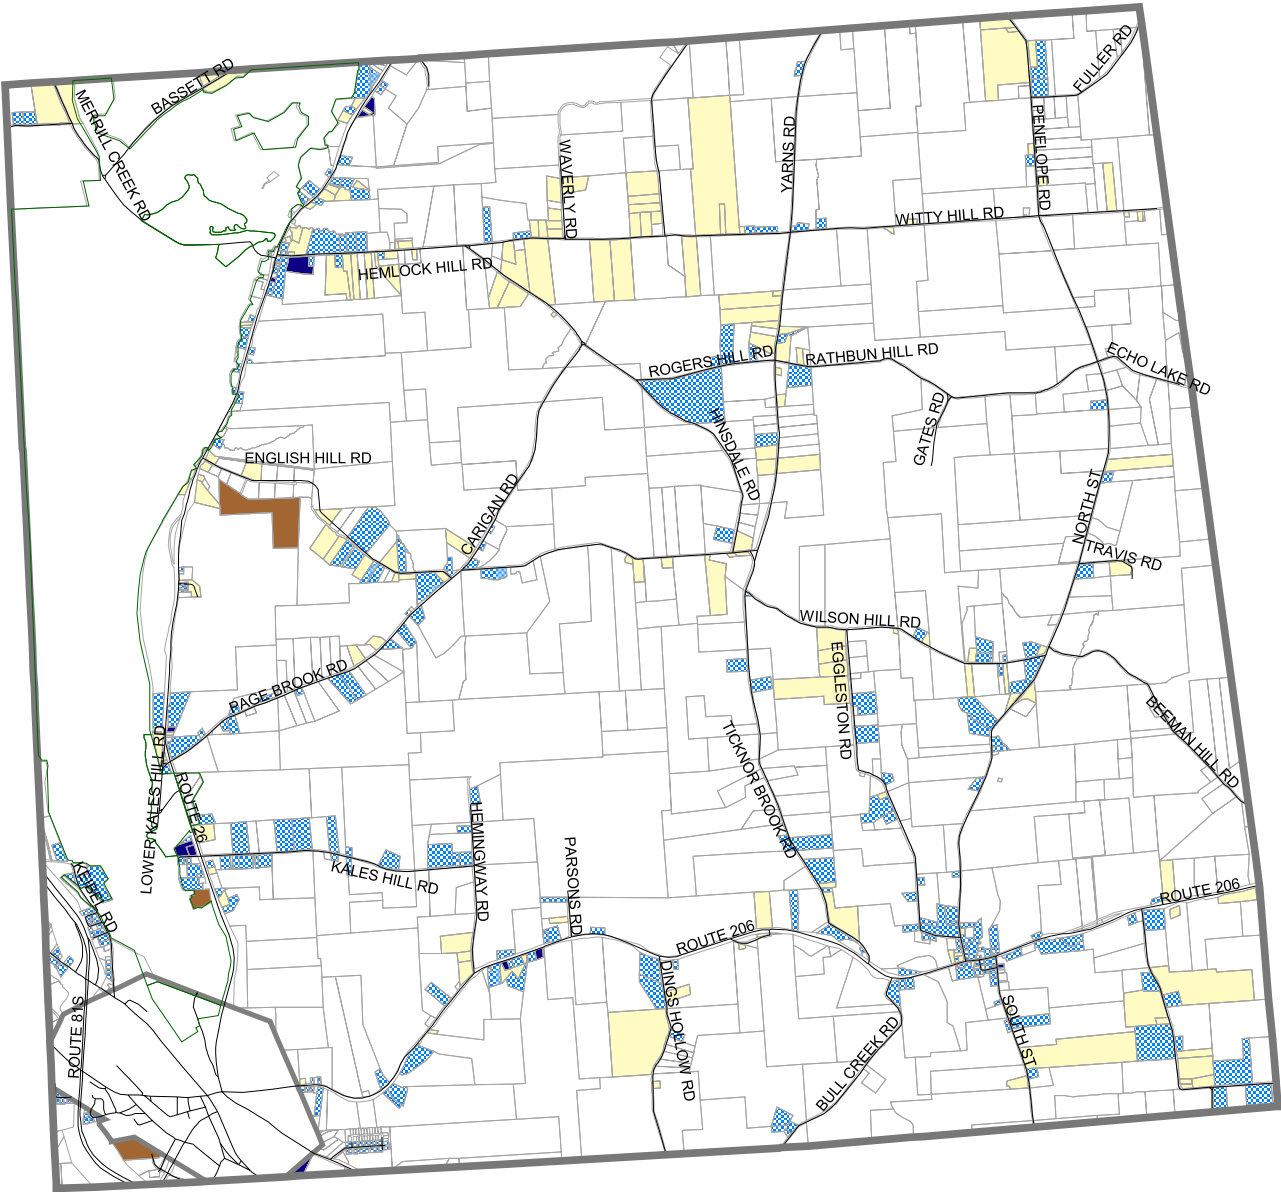 FULLER RD
BASSETT RD
MERRILL CREEK RD
PENELOPE RD
YARNS RD
WAVERLY RD
WITTY HILL RD
HEMLOCK HILL RD
ROGERS HILL RD
RATHBUN HILL RD
ECHO LAKE RD
GATES RD
HINSDALE RD
ENGLISH HILL RD
CARIGAN RD
NORTH ST
TRAVIS RD
WILSON HILL RD
EGGLESTON RD
PAGE BROOK RD
BEEMAN HILL RD
TICKNOR BROOK RD
LOWER KALES HILL RD
ROUTE 26
HEMINGWAY RD
PARSONS RD
KALES HILL RD
KEIBEL RD
ROUTE 206
ROUTE 206
DINGS HOLLOW RD
SOUTH ST
BULL CREEK RD
ROUTE 81S